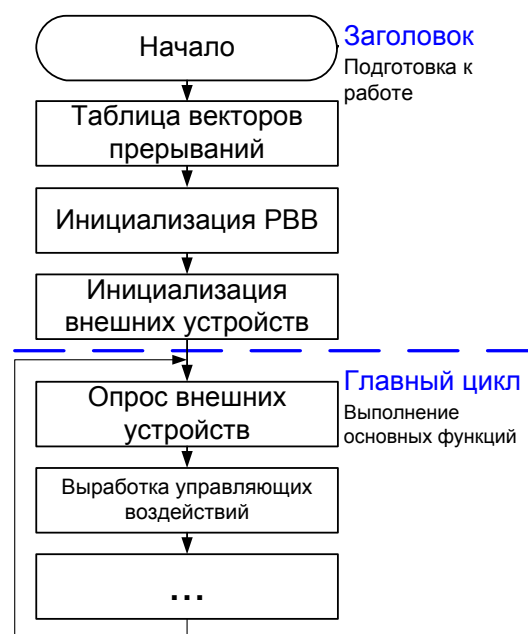 Начало
Заголовок
Подготовка к
работе
Таблица векторов
прерываний
Инициализация РВВ
Инициализация
внешних устройств
Главный цикл
Выполнение
основных функций
Опрос внешних
устройств
Выработка управляющих
воздействий
...